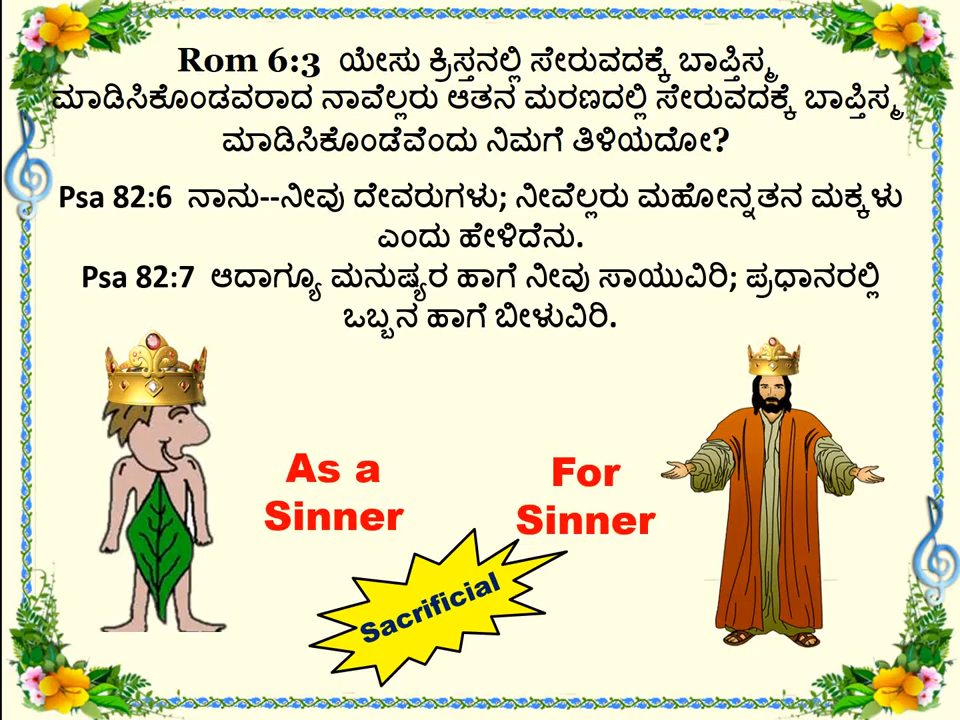 Rom 6:3 ಯೇಸು ಕ್ರಿಸ್ತನಲ್ಲಿ ಸೇರುವದಕ್ಕೆ ಬಾಪ್ತಿಸ್ಮ
ಮಾಡಿಸಿಕೊಂಡವರಾದ ನಾವೆಲ್ಲರು ಆತನ ಮರಣದಲ್ಲಿ ಸೇರುವದಕ್ಕೆ ಬಾಪ್ತಿಸ್ಮ
ಮಾಡಿಸಿಕೊಂಡೆವೆಂದು ನಿಮಗೆ ತಿಳಿಯದೋ?
Psa 82:6 ನಾನು--ನೀವು ದೇವರುಗಳು; ನೀವೆಲ್ಲರು ಮಹೋನ್ನತನ ಮಕ್ಕಳು
ಎಂದು ಹೇಳಿದೆನು.
Psa 82:7 ಆದಾಗ್ಯೂ ಮನುಷ್ಯರ ಹಾಗೆ ನೀವು ಸಾಯುವಿರಿ; ಪ್ರಧಾನರಲ್ಲಿ
ಒಬ್ಬನ ಹಾಗೆ ಬೀಳುವಿರಿ.
As a
Sinner
For
Sinner
Sacrificial